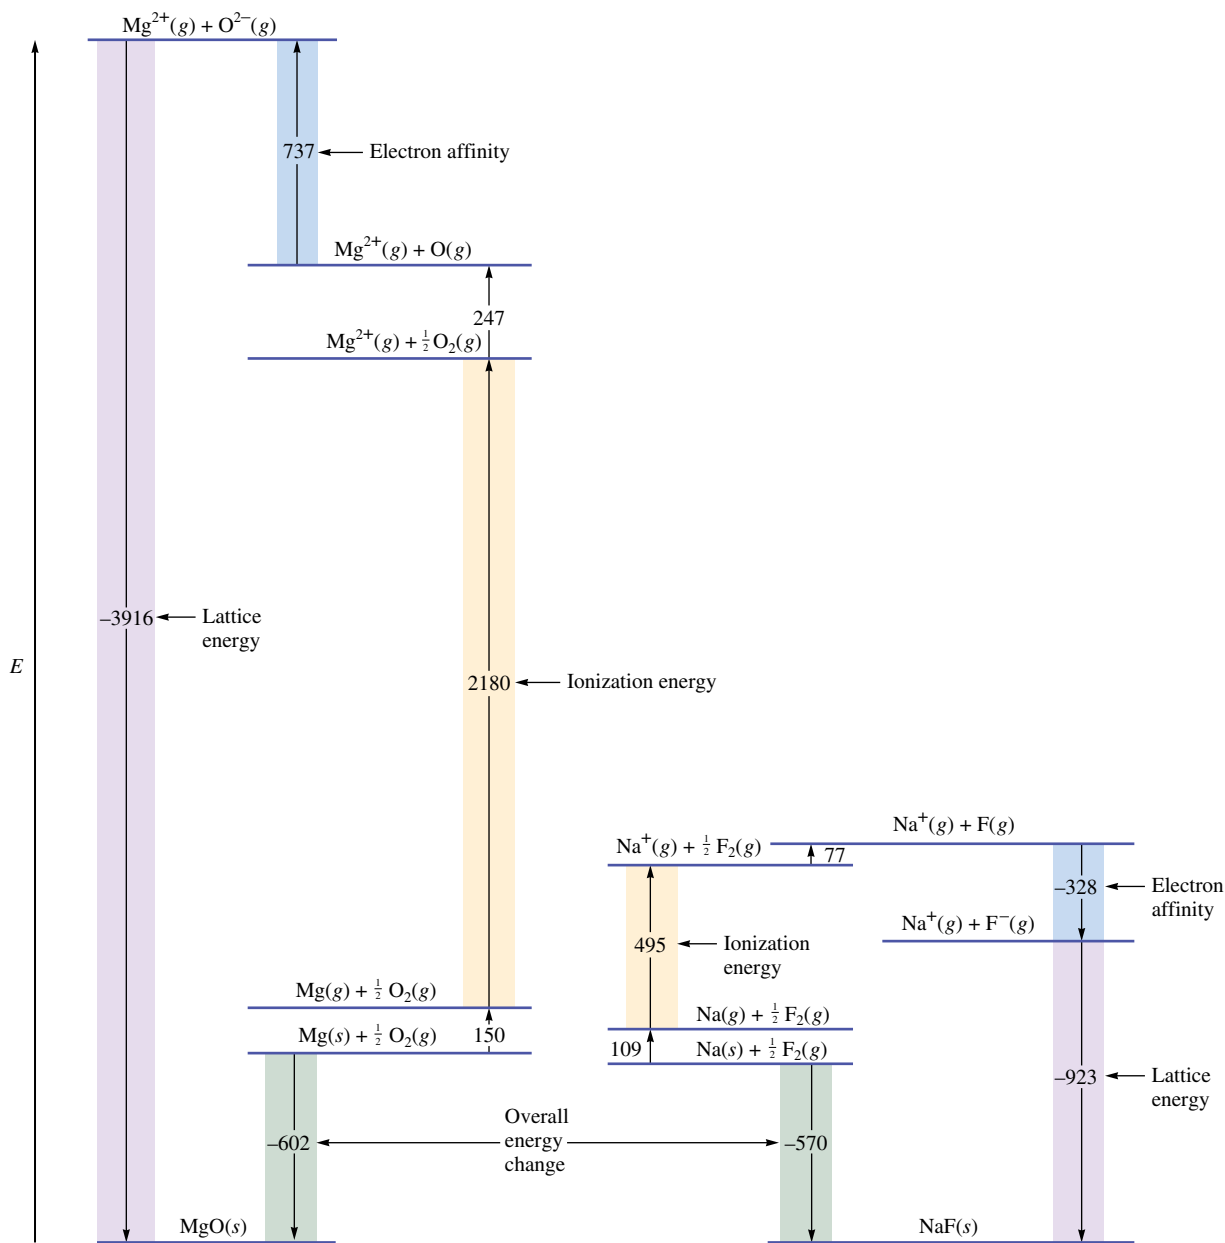 Mg²⁺(g) + O²⁻(g)
737
Electron affinity
Mg²⁺(g) + O(g)
247
Mg²⁺(g) + ½O₂(g)
–3916
Lattice
energy
E
2180
Ionization energy
Mg(g) + ½ O₂(g)
Mg(s) + ½ O₂(g)
150
–602
MgO(s)
Overall
energy
change
Na⁺(g) + F(g)
Na⁺(g) + ½ F₂(g)
77
–328
Electron
affinity
Na⁺(g) + F⁻(g)
495
Ionization
energy
Na(g) + ½ F₂(g)
109
Na(s) + ½ F₂(g)
–923
Lattice
energy
–570
NaF(s)